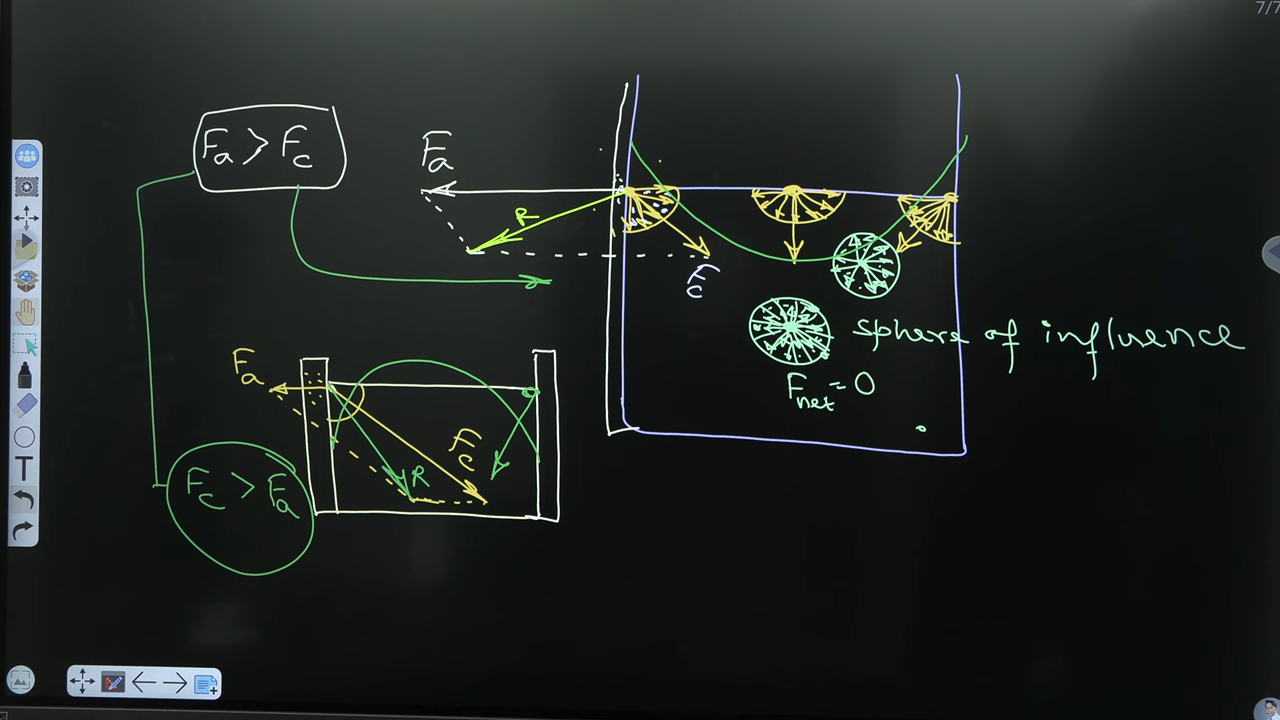 7/7
Fa > Fc
Fa
R
Fc
sphere of influence
Fnet = 0
Fa
Fc
R
Fc > Fa
T